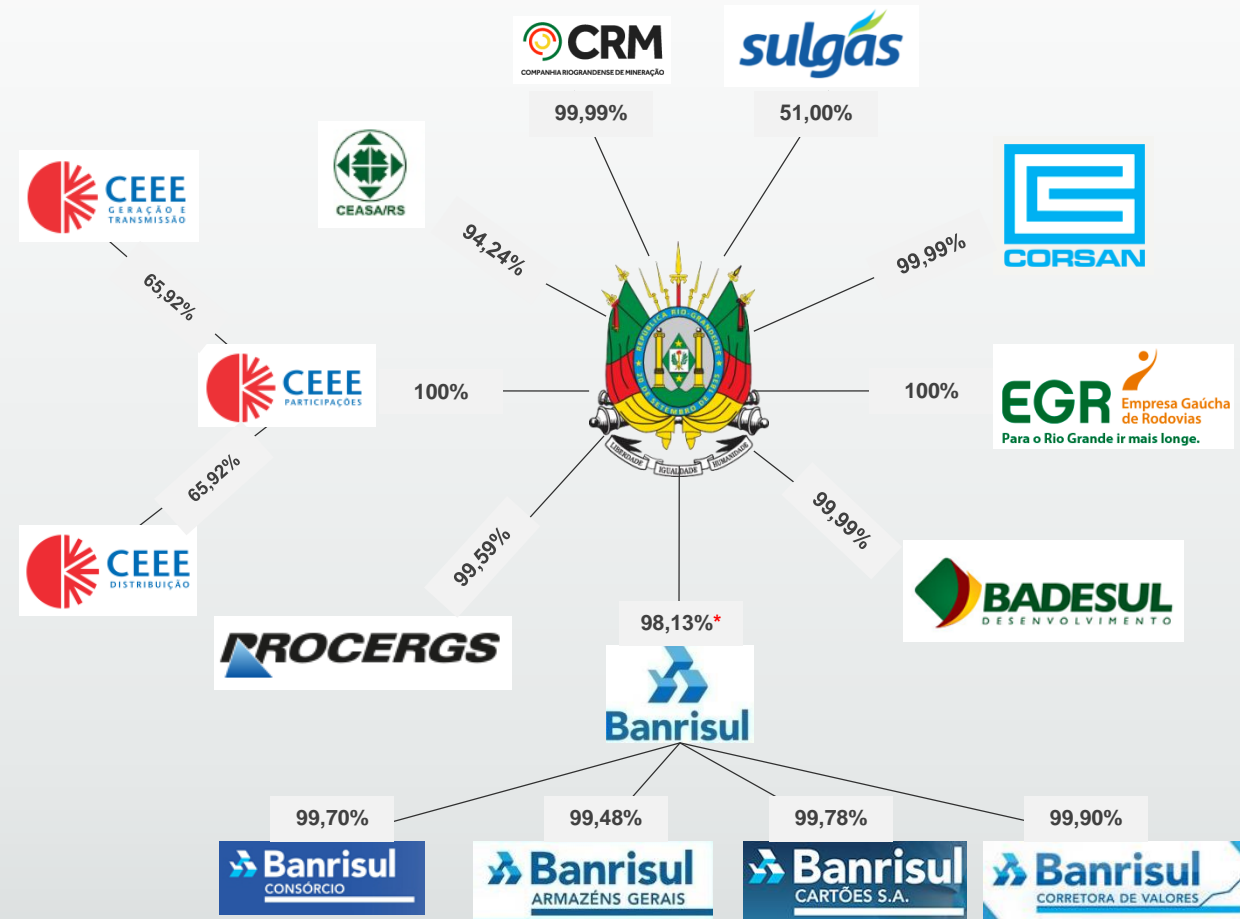 CRM
COMPANHIA RIOGRANDENSE DE MINERAÇÃO
sulgás
99,99%
51,00%
CEASA/RS
CEEE
GERAÇÃO E
TRANSMISSÃO
94,24%
99,99%
CORSAN
65,92%
REPÚBLICA RIO-GRANDENSE
20 DE SETEMBRO DE 1835
CEEE
PARTICIPAÇÕES
100%
100%
EGR
Empresa Gaúcha
de Rodovias
Para o Rio Grande ir mais longe.
LIBERDADE IGUALDADE HUMANIDADE
65,92%
99,59%
99,99%
CEEE
DISTRIBUIÇÃO
BADESUL
DESENVOLVIMENTO
PROCERGS
98,13%*
Banrisul
99,70%
99,48%
99,78%
99,90%
Banrisul
CONSÓRCIO
Banrisul
ARMAZÉNS GERAIS
Banrisul
CARTÕES S.A.
Banrisul
CORRETORA DE VALORES